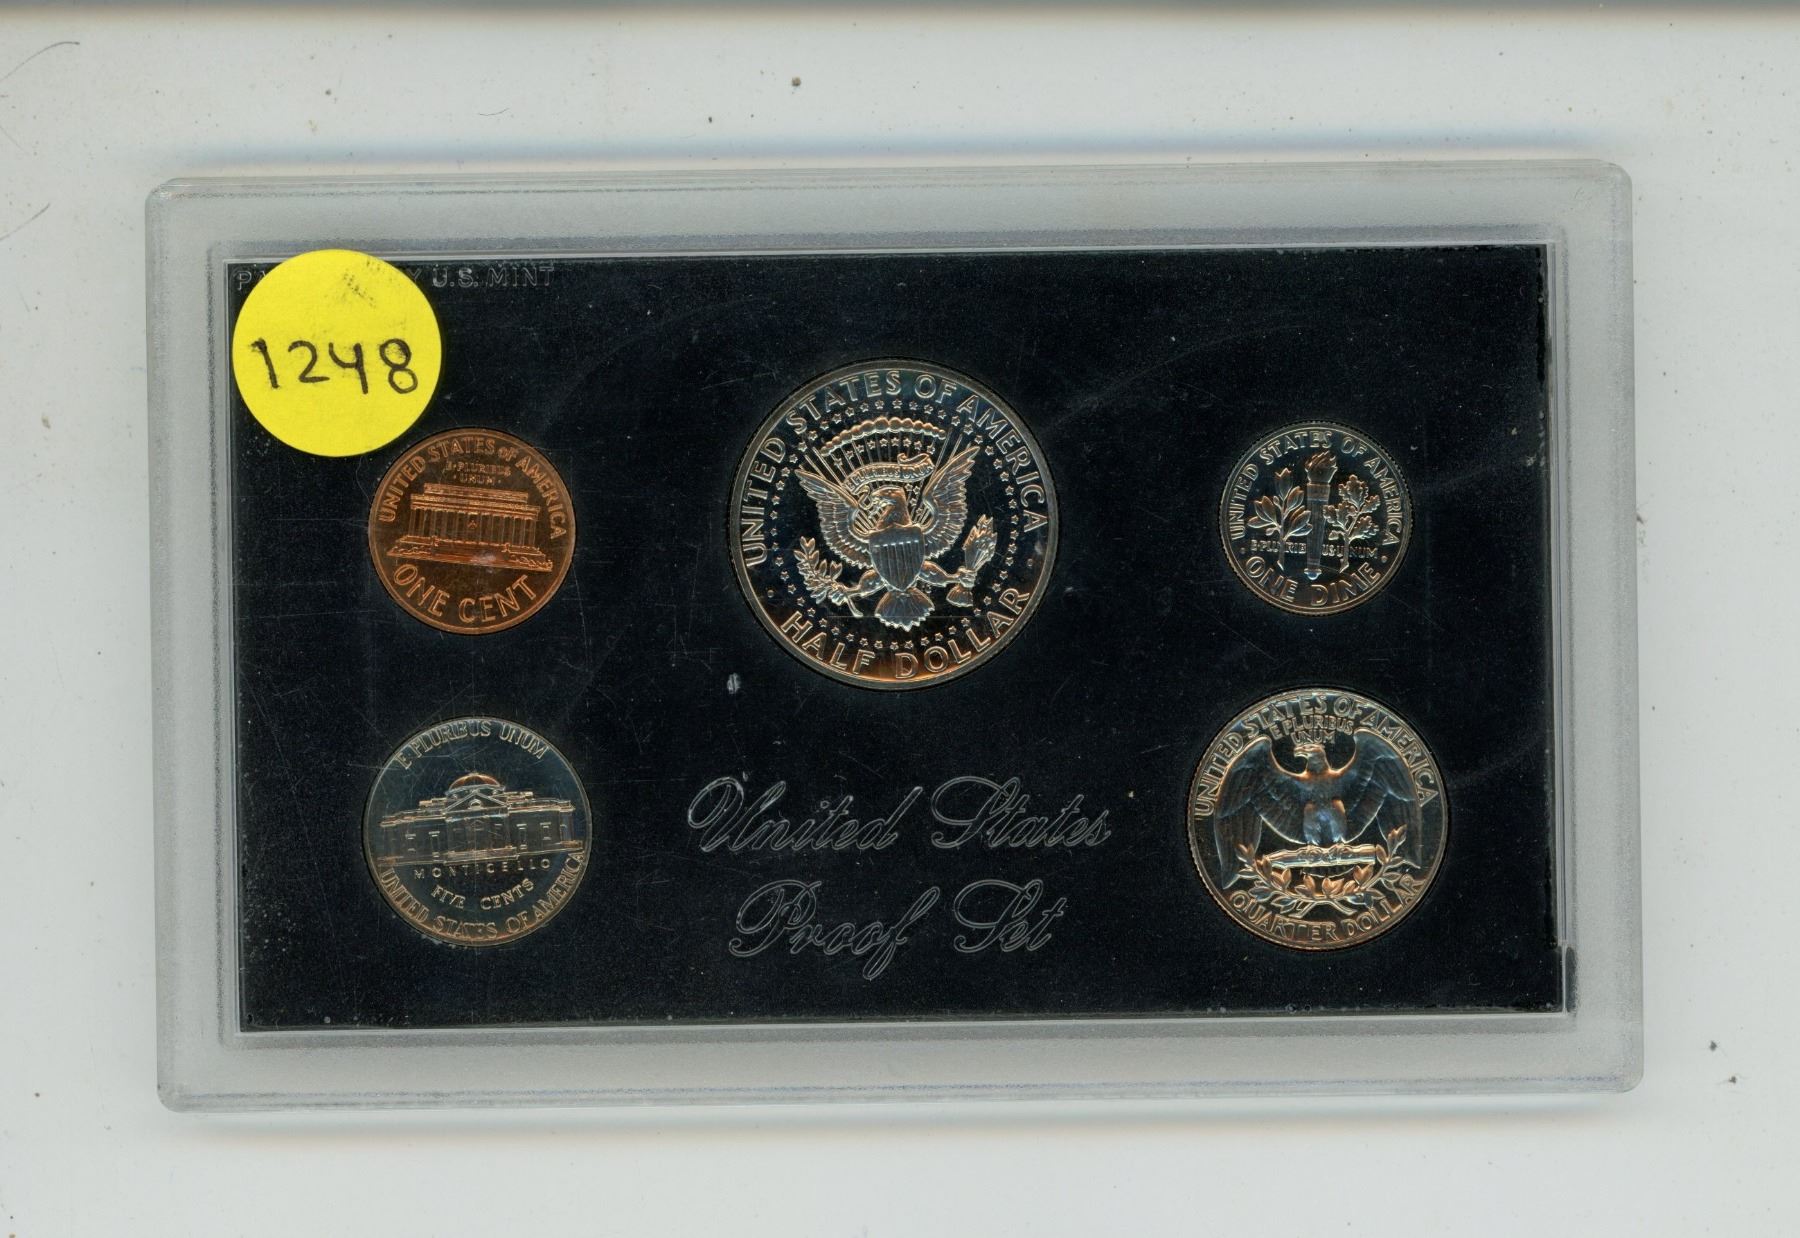 U.S. MINT
1248
UNITED STATES OF AMERICA
E·PLURIBUS
·UNUM·
ONE CENT
UNITED STATES OF AMERICA
HALF DOLLAR
UNITED STATES OF AMERICA
E PLURIBUS UNUM
ONE DIME
E PLURIBUS UNUM
MONTICELLO
FIVE CENTS
UNITED STATES OF AMERICA
United States
Proof Set
UNITED STATES OF AMERICA
E PLURIBUS
UNUM
QUARTER DOLLAR